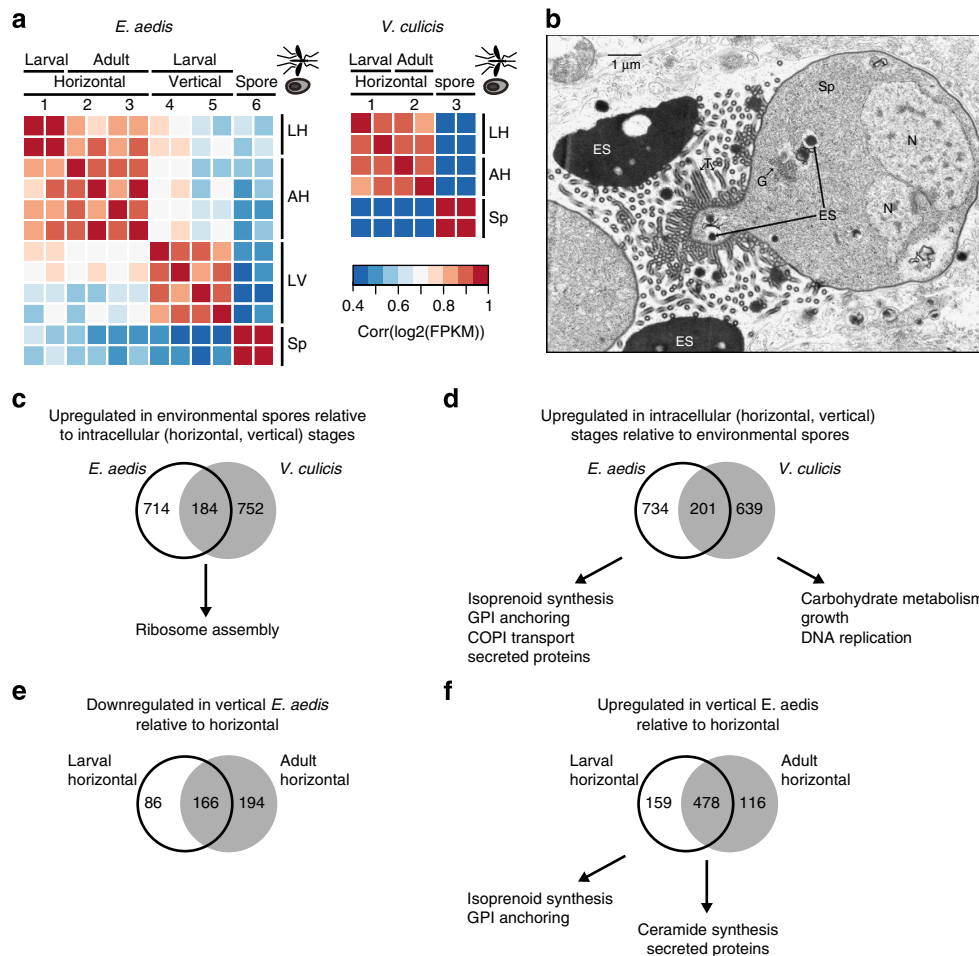 a
E. aedis
V. culicis
Larval Adult Larval
Horizontal Vertical Spore
1 2 3 4 5 6
LH
AH
LV
Sp
Larval Adult
Horizontal spore
1 2 3
LH
AH
Sp
0.4 0.6 0.8 1
Corr(log2(FPKM))
b
1 µm
Sp
ES
T
G
N
N
ES
ES
c
Upregulated in environmental spores relative
to intracellular (horizontal, vertical) stages
E. aedis V. culicis
714 184 752
Ribosome assembly
d
Upregulated in intracellular (horizontal, vertical)
stages relative to environmental spores
E. aedis V. culicis
734 201 639
Isoprenoid synthesis
GPI anchoring
COPI transport
secreted proteins
Carbohydrate metabolism
growth
DNA replication
e
Downregulated in vertical E. aedis
relative to horizontal
Larval
horizontal
Adult
horizontal
86 166 194
f
Upregulated in vertical E. aedis
relative to horizontal
Larval
horizontal
Adult
horizontal
159 478 116
Isoprenoid synthesis
GPI anchoring
Ceramide synthesis
secreted proteins